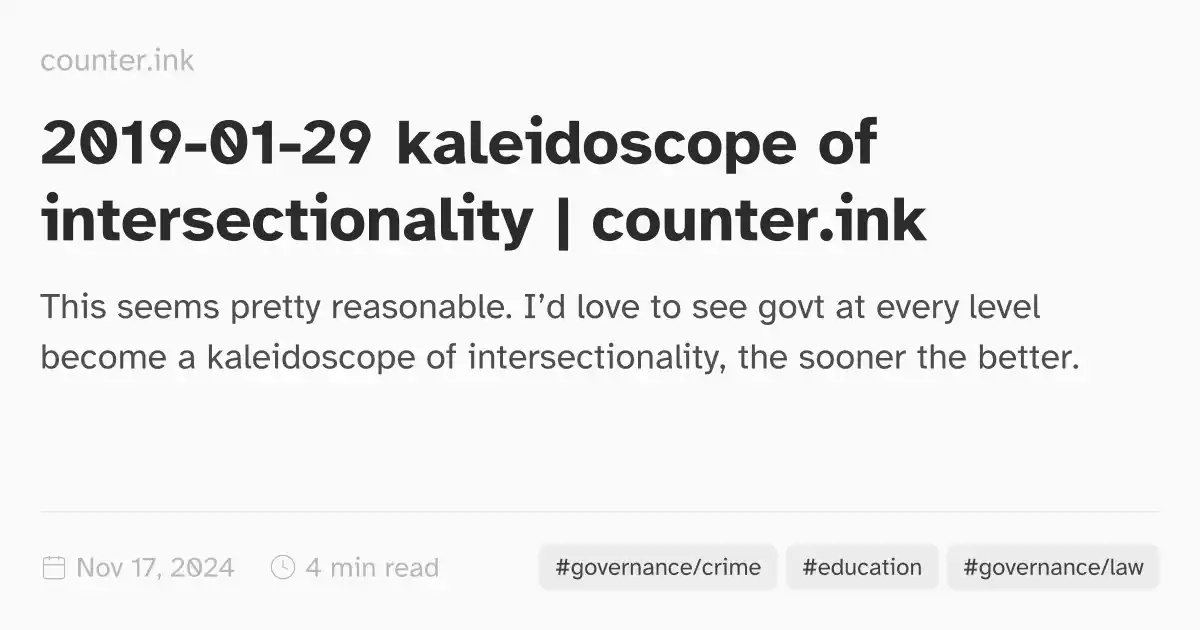 counter.ink
2019-01-29 kaleidoscope of
intersectionality | counter.ink
This seems pretty reasonable. I’d love to see govt at every level
become a kaleidoscope of intersectionality, the sooner the better.
Nov 17, 2024 4 min read #governance/crime #education #governance/law